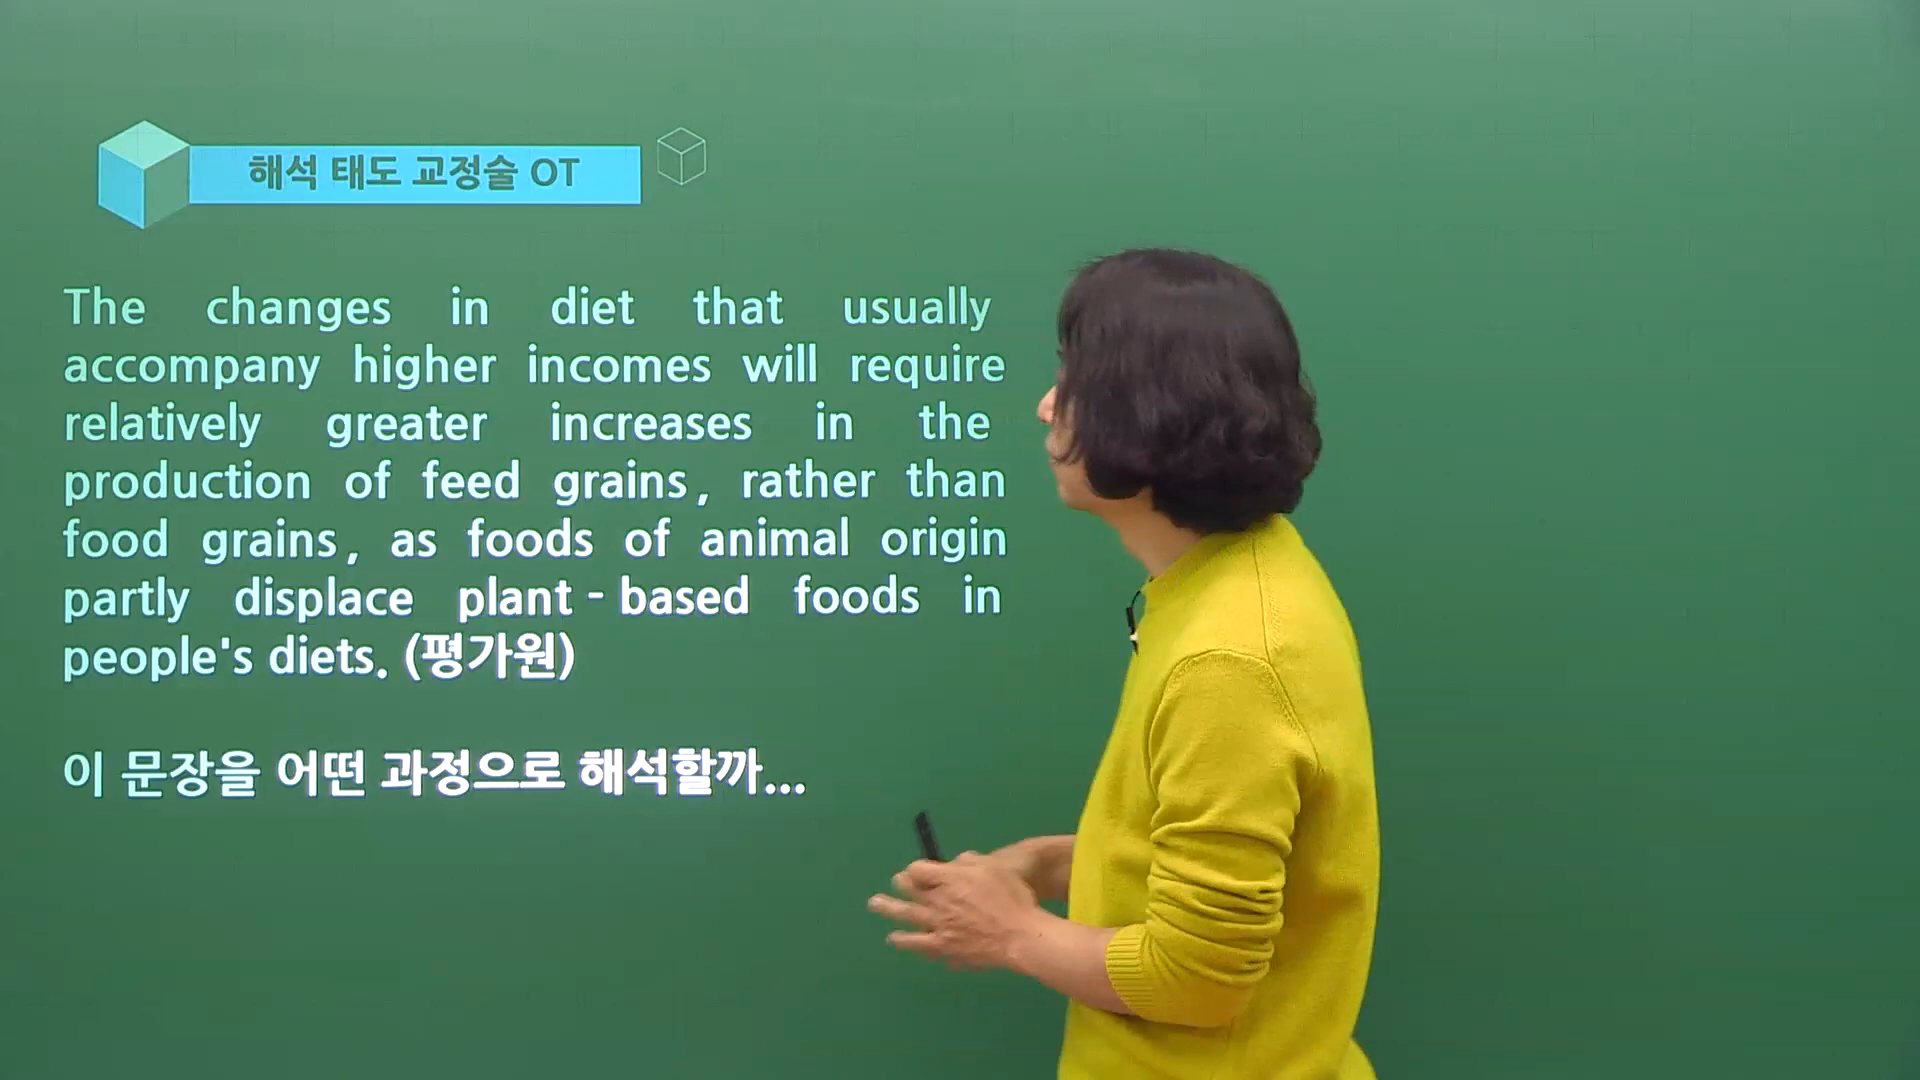 해석 태도 교정술 OT
The changes in diet that usually
accompany higher incomes will require
relatively greater increases in the
production of feed grains, rather than
food grains, as foods of animal origin
partly displace plant-based foods in
people's diets. (평가원)
이 문장을 어떤 과정으로 해석할까...